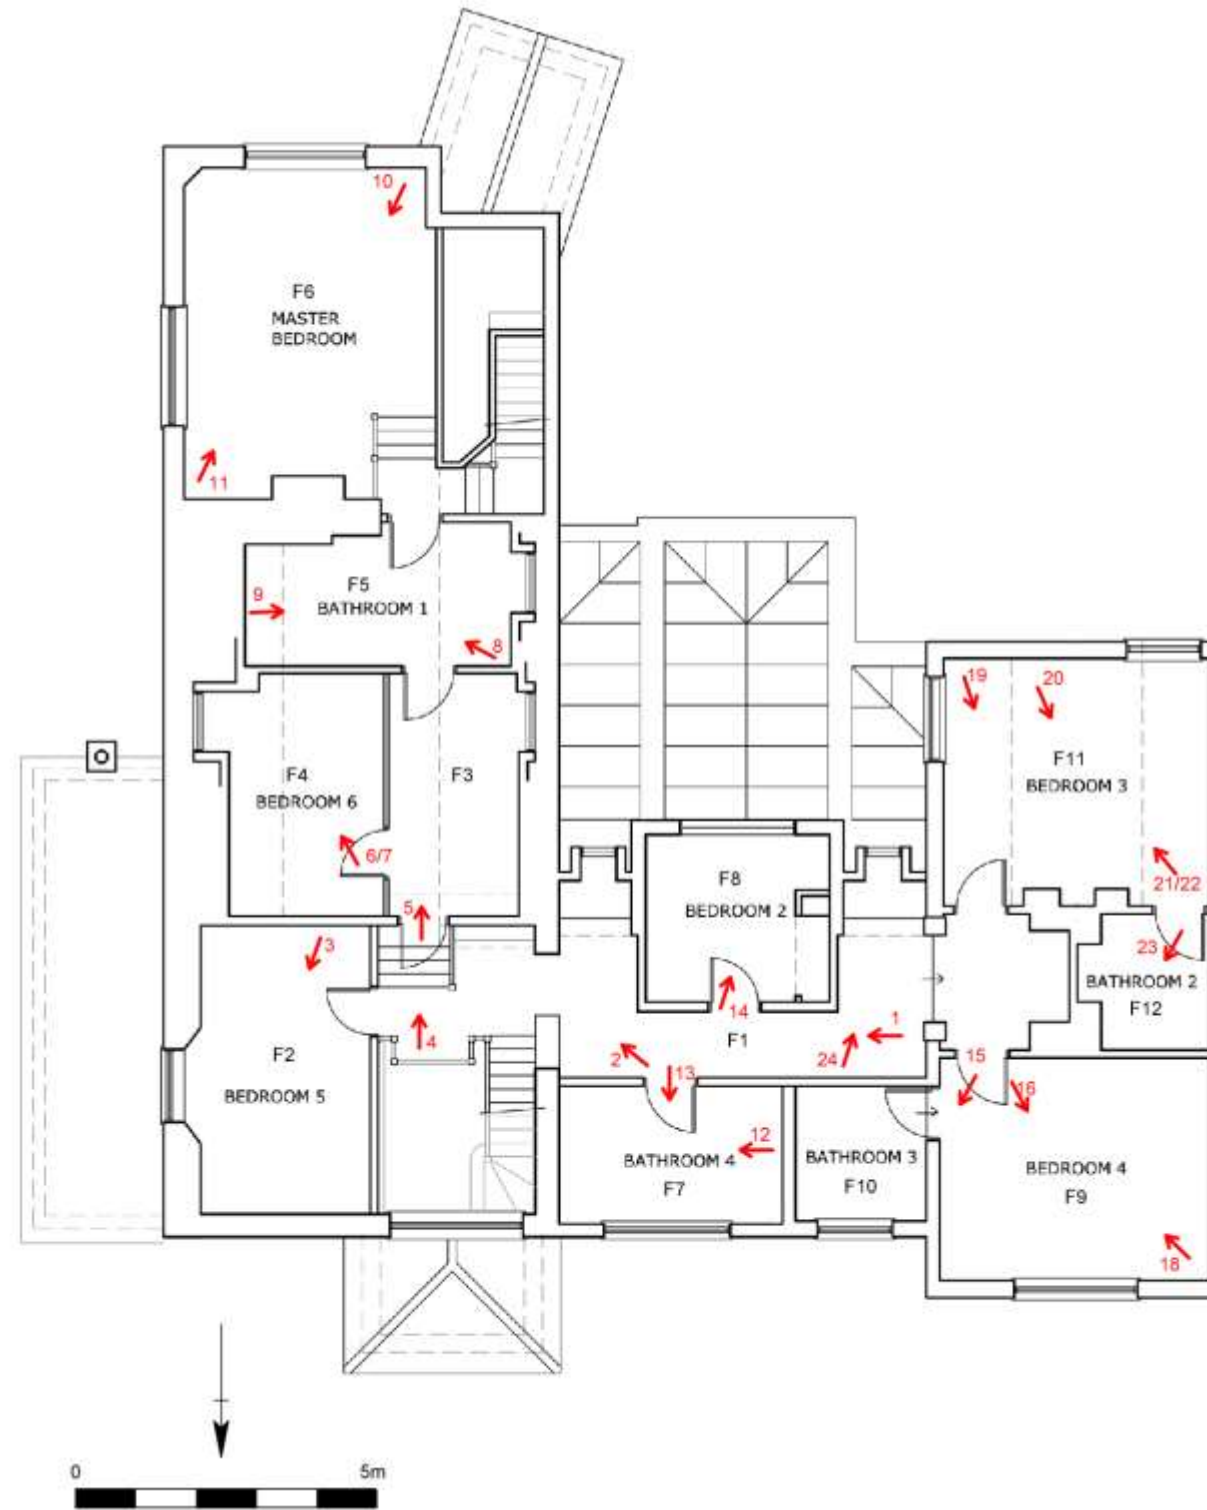 10
F6
MASTER
BEDROOM
11
F5
9
BATHROOM 1
8
19
20
F3
F4
F11
BEDROOM 6
BEDROOM 3
6/7
F8
21/22
5
BEDROOM 2
3
23
BATHROOM 2
F12
14
1
4
F1
F2
2
24
15
13
16
BEDROOM 5
12
BATHROOM 4
BATHROOM 3
BEDROOM 4
F7
F10
F9
18
0
5m